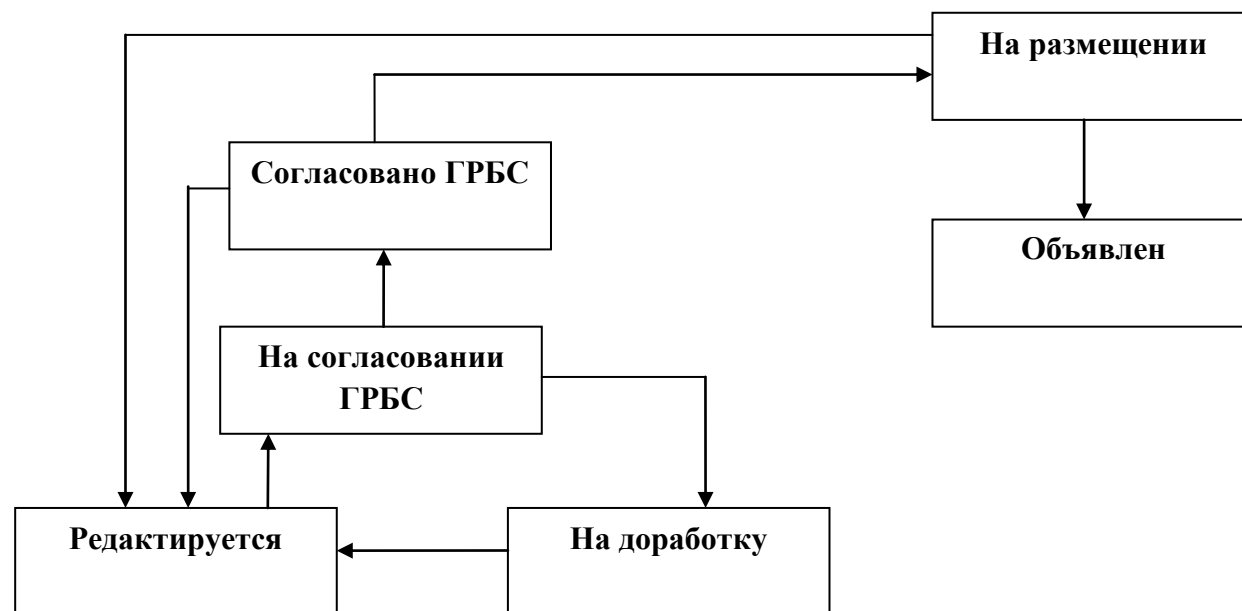 На размещении
Согласовано ГРБС
Объявлен
На согласовании
ГРБС
Редактируется
На доработку